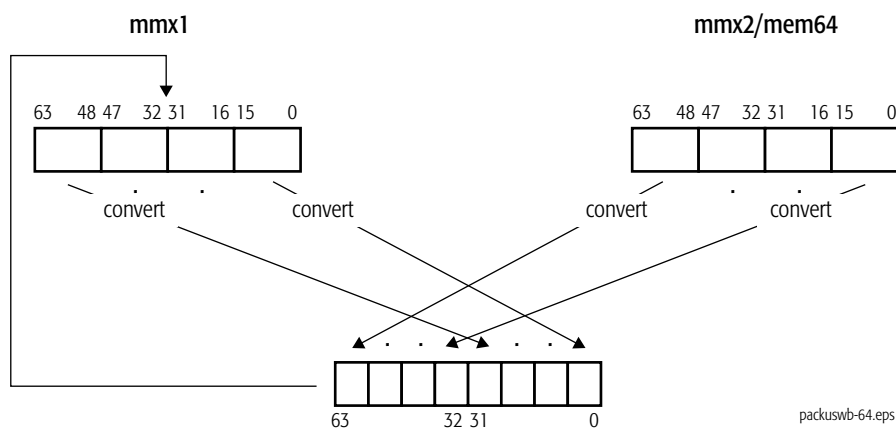 mmx1 mmx2/mem64
63 48 47 32 31 16 15 0 63 48 47 32 31 16 15 0
convert convert convert convert
63 32 31 0
packuswb-64.eps